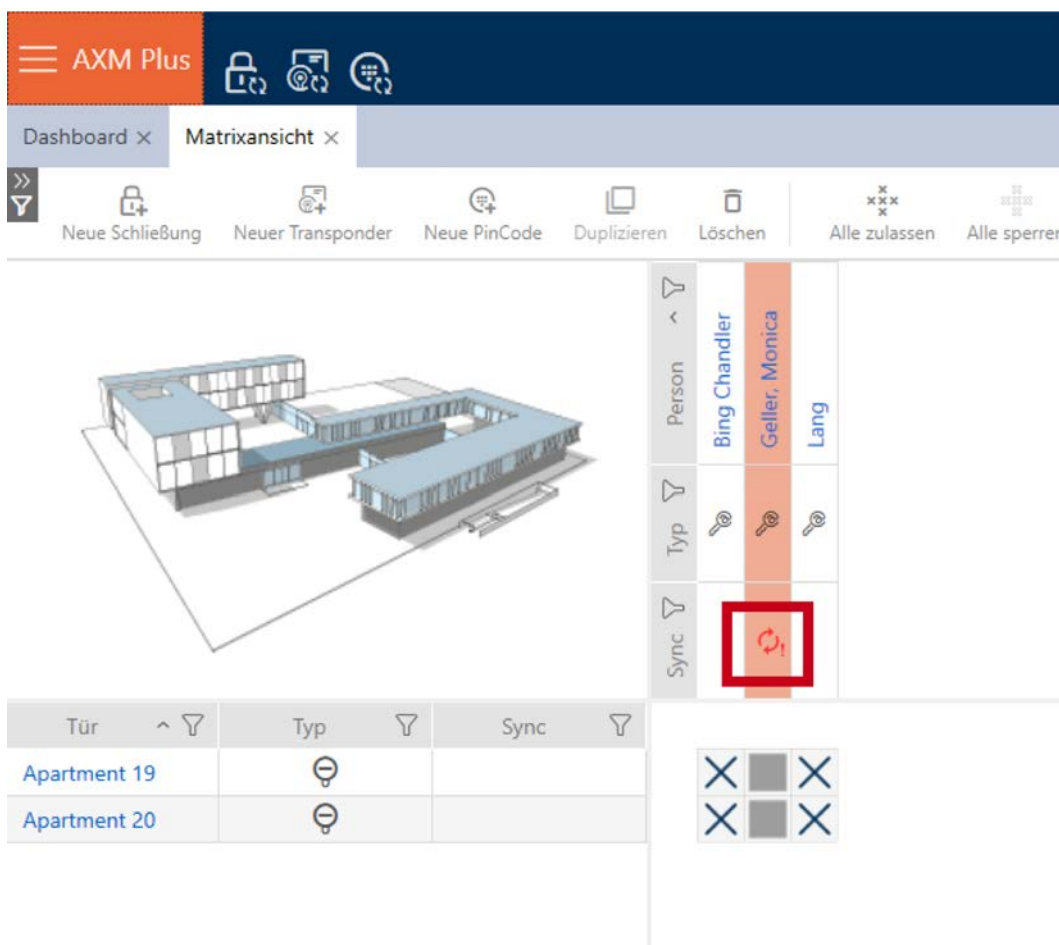 AXM Plus
Dashboard Matrixansicht
Neue Schließung Neuer Transponder Neue PinCode Duplizieren Löschen Alle zulassen Alle sperren
Person Bing Chandler Geller, Monica Lang
Typ
Sync
Tür Typ Sync
Apartment 19
Apartment 20